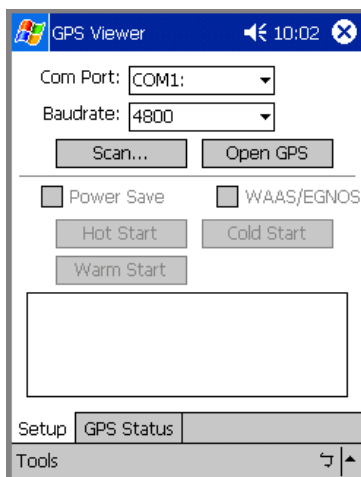 GPS Viewer 10:02
Com Port: COM1:
Baudrate: 4800
Scan... Open GPS
Power Save WAAS/EGNOS
Hot Start Cold Start
Warm Start
Setup GPS Status
Tools